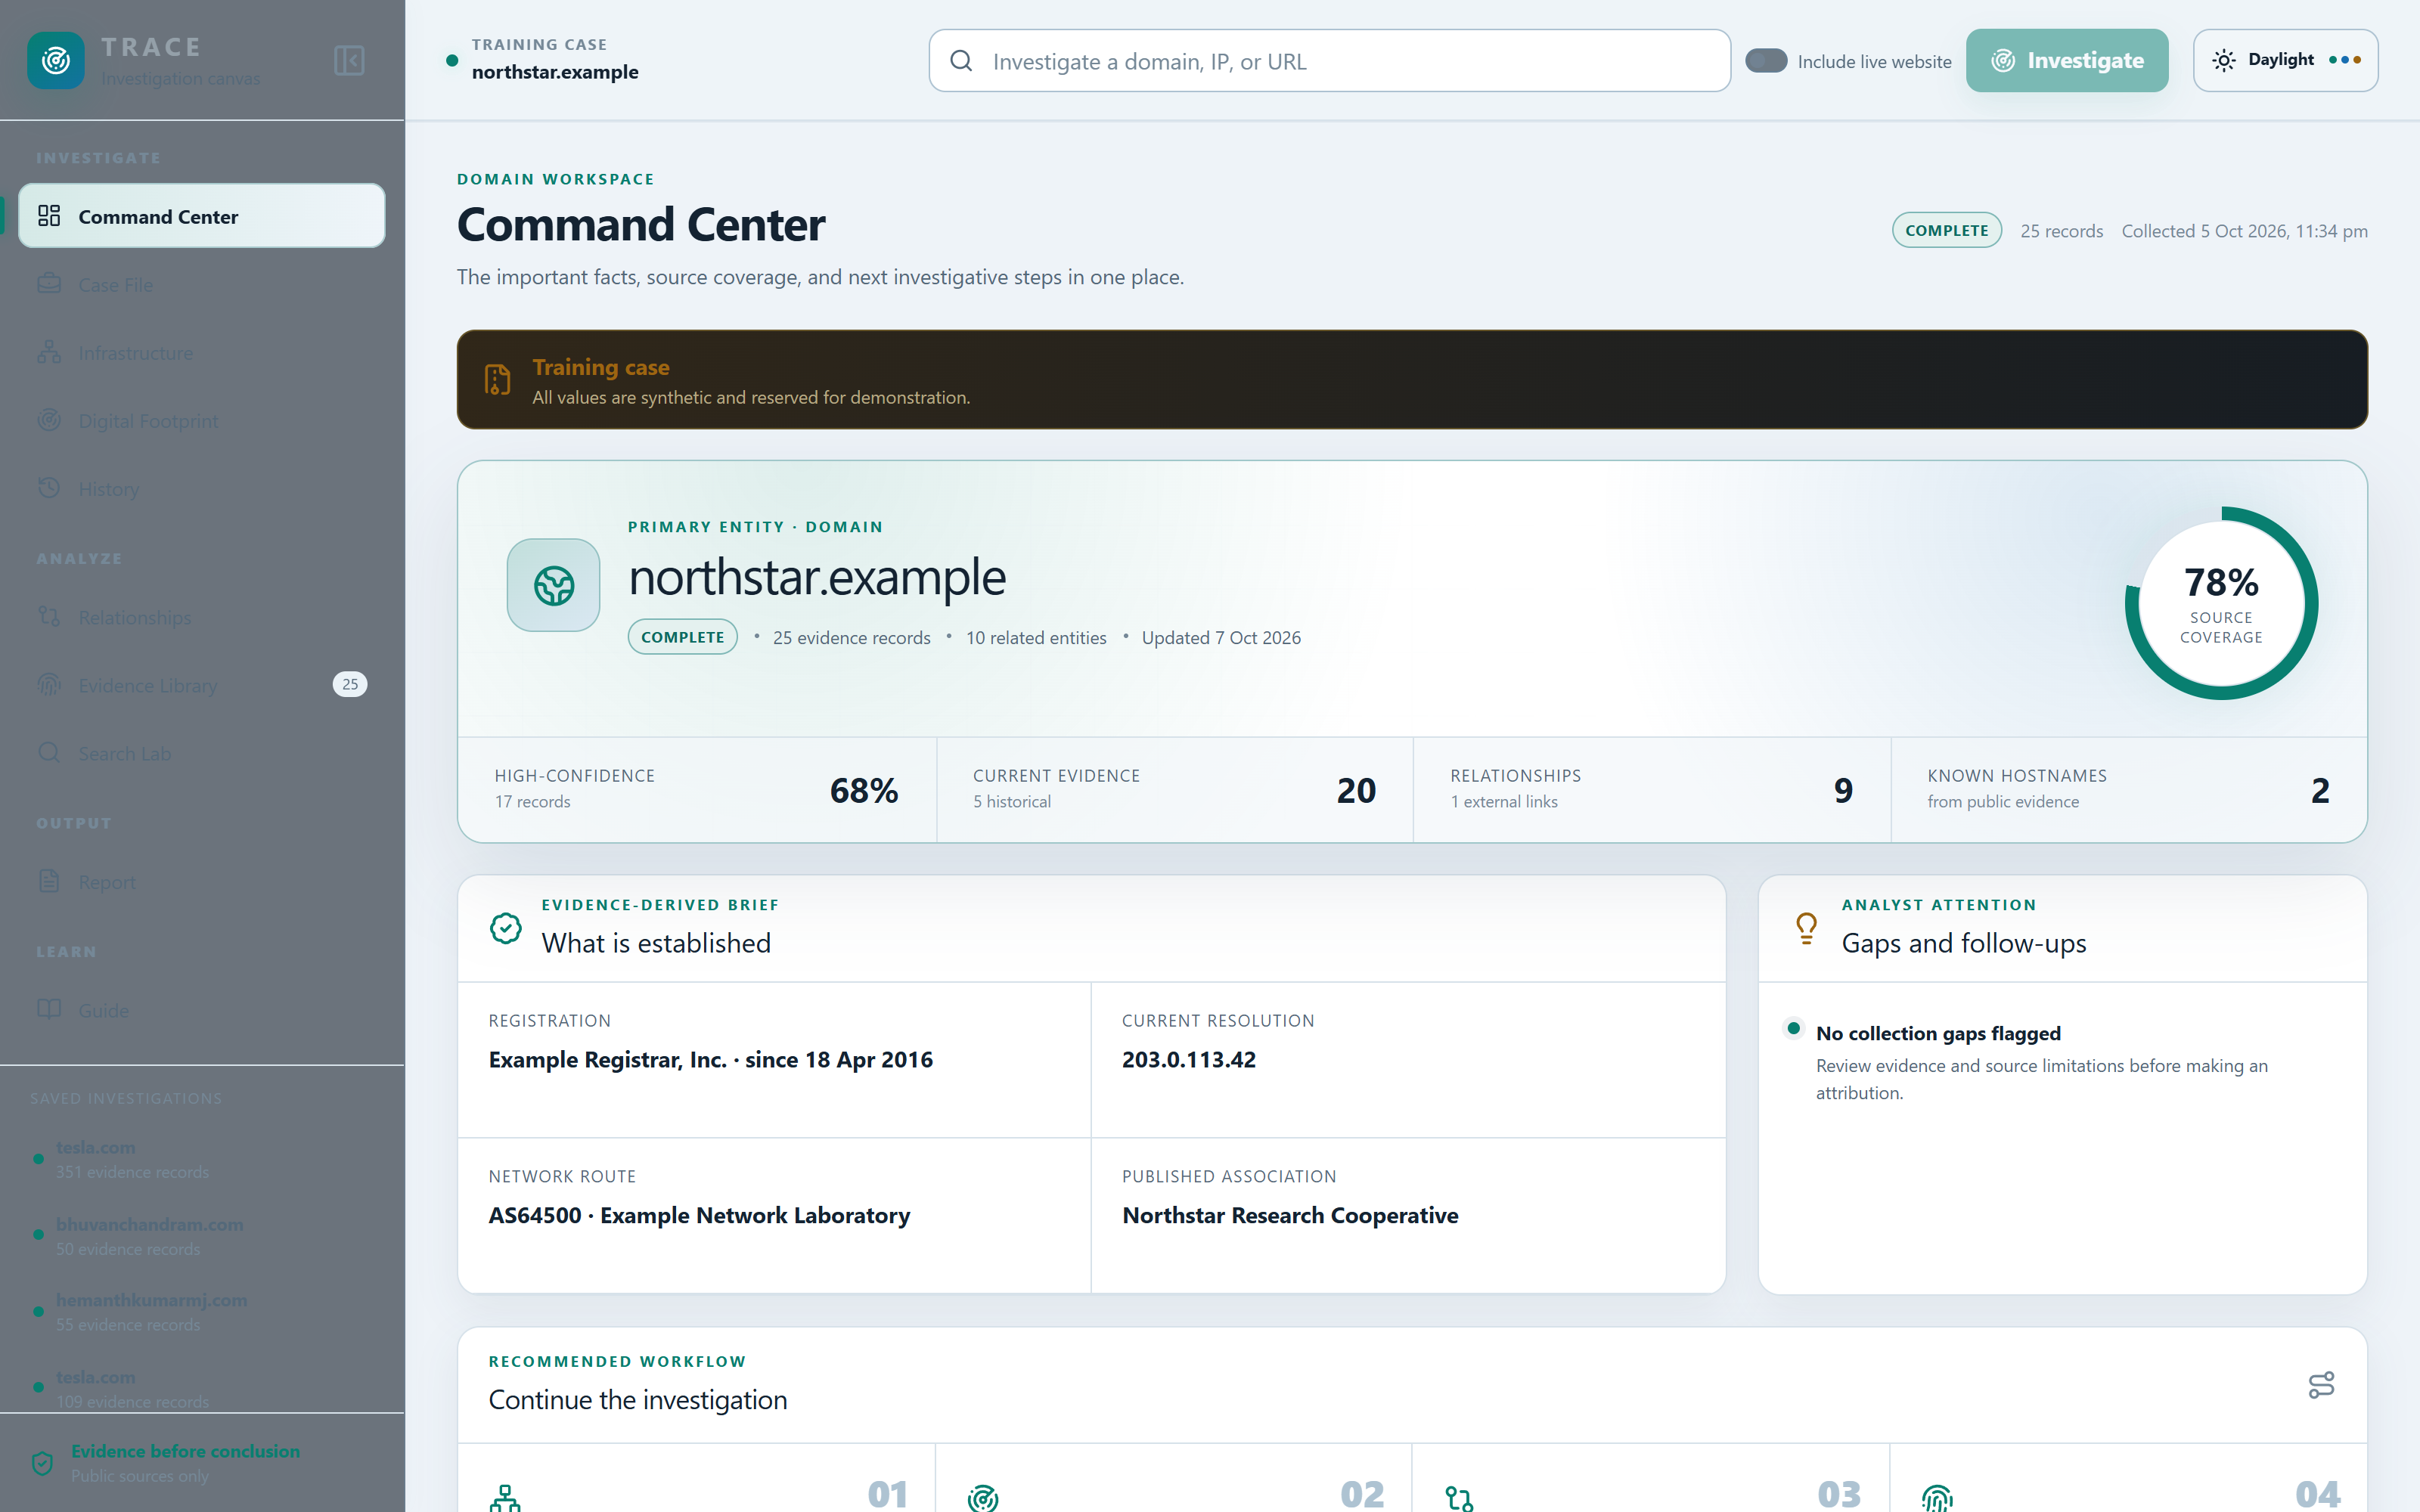 TRACE
Investigation canvas
INVESTIGATE
Command Center
Case File
Infrastructure
Digital Footprint
History
ANALYZE
Relationships
Evidence Library
25
Search Lab
OUTPUT
Report
LEARN
Guide
SAVED INVESTIGATIONS
tesla.com
351 evidence records
bhuvanchandram.com
50 evidence records
hemanthkumarmj.com
55 evidence records
tesla.com
109 evidence records
Evidence before conclusion
Public sources only
TRAINING CASE
northstar.example
Investigate a domain, IP, or URL
Include live website
Investigate
Daylight
DOMAIN WORKSPACE
Command Center
The important facts, source coverage, and next investigative steps in one place.
COMPLETE
25 records
Collected 5 Oct 2026, 11:34 pm
Training case
All values are synthetic and reserved for demonstration.
PRIMARY ENTITY · DOMAIN
northstar.example
COMPLETE • 25 evidence records • 10 related entities • Updated 7 Oct 2026
78%
SOURCE
COVERAGE
HIGH-CONFIDENCE
17 records
68%
CURRENT EVIDENCE
5 historical
20
RELATIONSHIPS
1 external links
9
KNOWN HOSTNAMES
from public evidence
2
EVIDENCE-DERIVED BRIEF
What is established
REGISTRATION
Example Registrar, Inc. · since 18 Apr 2016
CURRENT RESOLUTION
203.0.113.42
NETWORK ROUTE
AS64500 · Example Network Laboratory
PUBLISHED ASSOCIATION
Northstar Research Cooperative
ANALYST ATTENTION
Gaps and follow-ups
No collection gaps flagged
Review evidence and source limitations before making an
attribution.
RECOMMENDED WORKFLOW
Continue the investigation
01
02
03
04